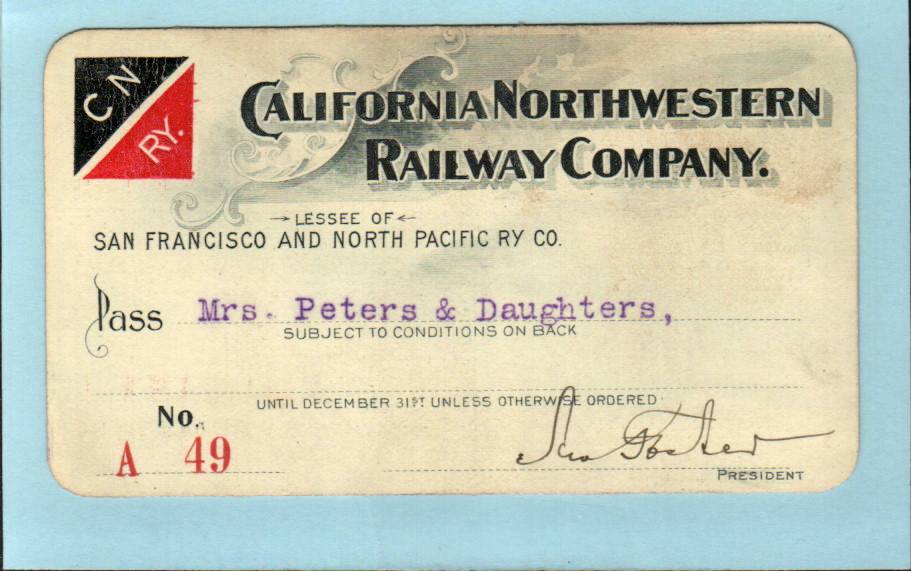 CN
RY.
CALIFORNIA NORTHWESTERN
RAILWAY COMPANY.
LESSEE OF
SAN FRANCISCO AND NORTH PACIFIC RY CO.
Pass Mrs. Peters & Daughters,
SUBJECT TO CONDITIONS ON BACK
UNTIL DECEMBER 31ST UNLESS OTHERWISE ORDERED
No.
A 49
Foster
PRESIDENT